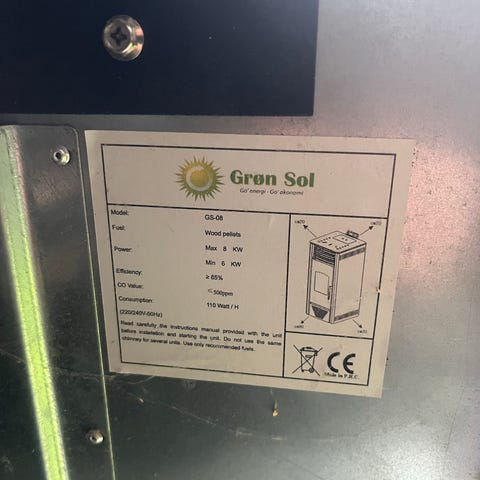 Grøn Sol
Go' energi - Go' økonomi
Model: GS-08
Fuel: Wood pellets
Power: Max 8 KW
Min 6 KW
Efficiency: ≥ 85%
CO Value: ≤500ppm
Consumption: 110 Watt / H
(220/240V-50Hz)
Read carefully the instructions manual provided with the unit
before installation and starting the unit. Do not use the same
chimney for several units. Use only recommended fuels.
CE
Made in P.R.C.